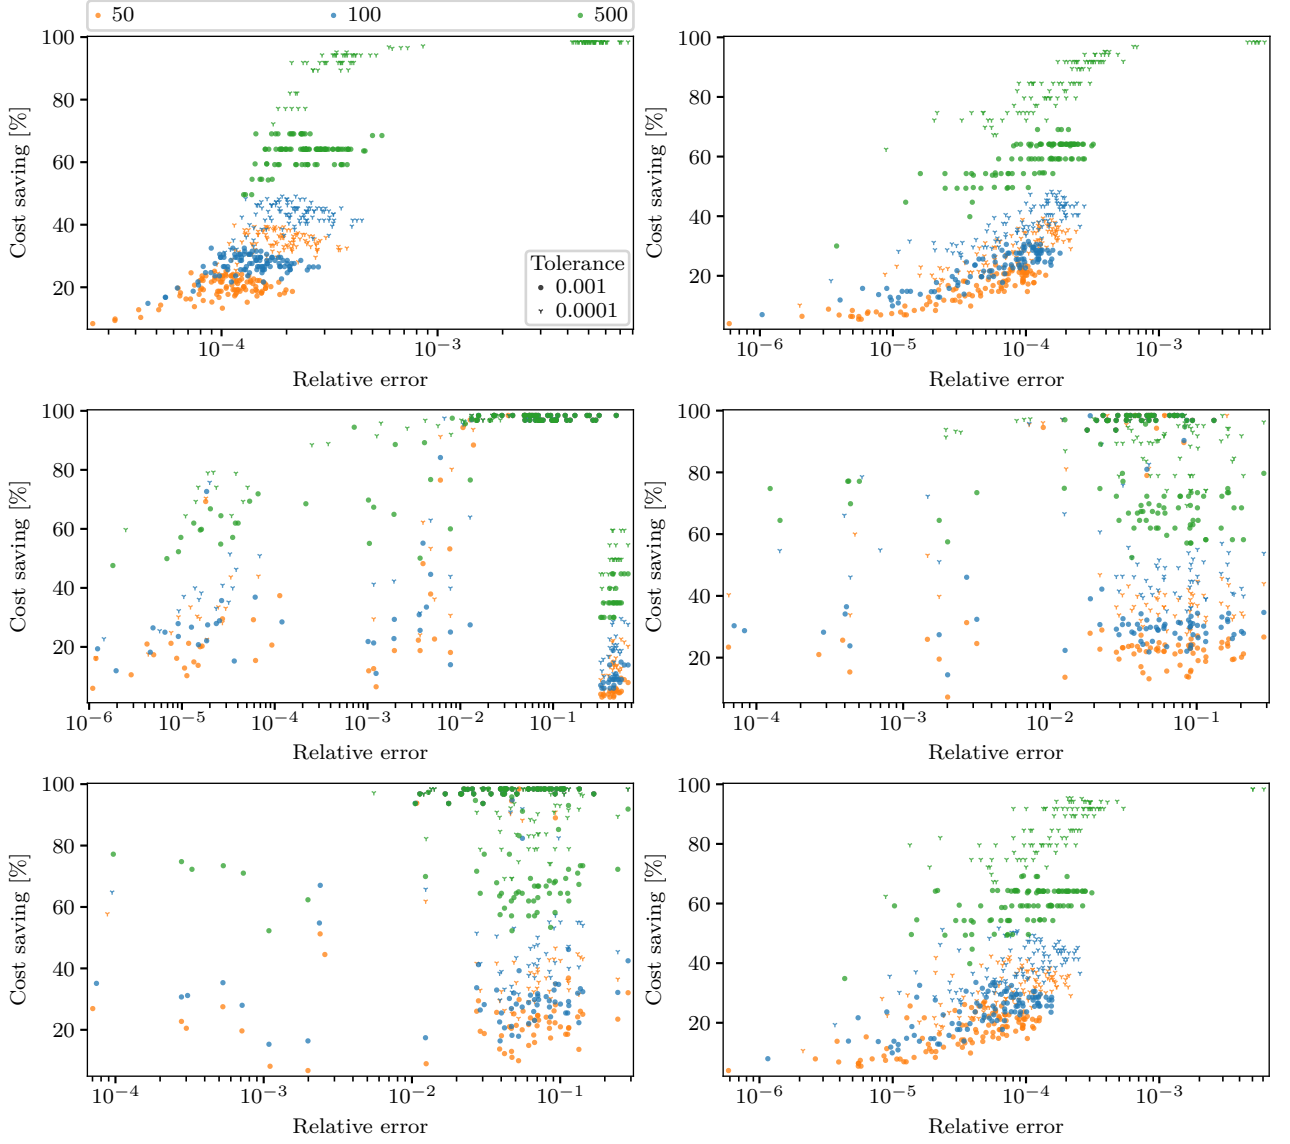 50 100 500
100
80
60
40
20
Cost saving [%]
Tolerance
0.001
0.0001
10⁻⁴ 10⁻³
Relative error
100
80
60
40
20
Cost saving [%]
10⁻⁶ 10⁻⁵ 10⁻⁴ 10⁻³
Relative error
100
80
60
40
20
Cost saving [%]
10⁻⁶ 10⁻⁵ 10⁻⁴ 10⁻³ 10⁻² 10⁻¹
Relative error
100
80
60
40
20
Cost saving [%]
10⁻⁴ 10⁻³ 10⁻² 10⁻¹
Relative error
100
80
60
40
20
Cost saving [%]
10⁻⁴ 10⁻³ 10⁻² 10⁻¹
Relative error
100
80
60
40
20
Cost saving [%]
10⁻⁶ 10⁻⁵ 10⁻⁴ 10⁻³
Relative error